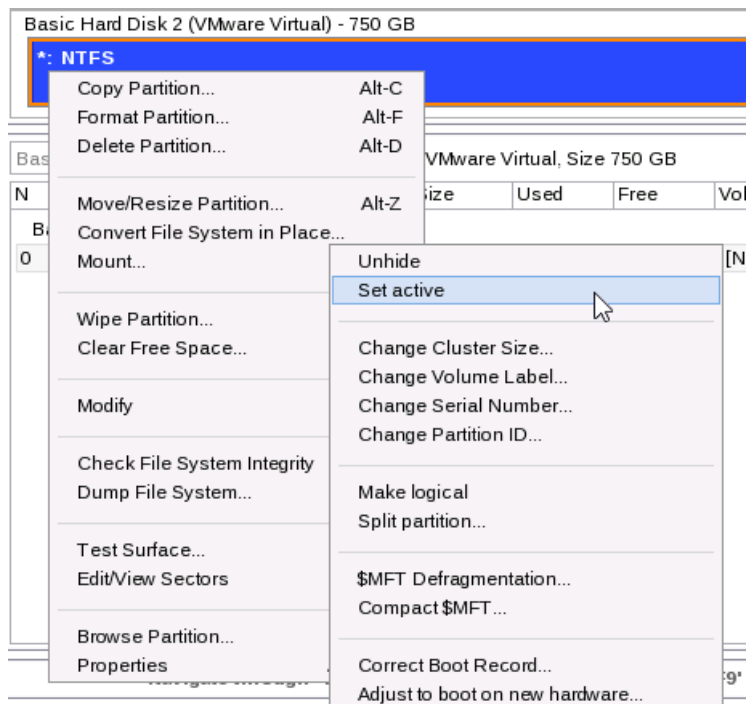 Basic Hard Disk 2 (VMware Virtual) - 750 GB
*: NTFS
Copy Partition... Alt-C
Format Partition... Alt-F
Delete Partition... Alt-D
Bas VMware Virtual, Size 750 GB
N Used Free Vol
Move/Resize Partition... Alt-Z
Convert File System in Place...
0 Mount...
Unhide [N
Set active
Wipe Partition...
Clear Free Space...
Change Cluster Size...
Change Volume Label...
Modify
Change Serial Number...
Change Partition ID...
Check File System Integrity
Dump File System...
Make logical
Split partition...
Test Surface...
Edit/View Sectors
$MFT Defragmentation...
Compact $MFT...
Browse Partition...
Properties
Correct Boot Record...
Adjust to boot on new hardware...